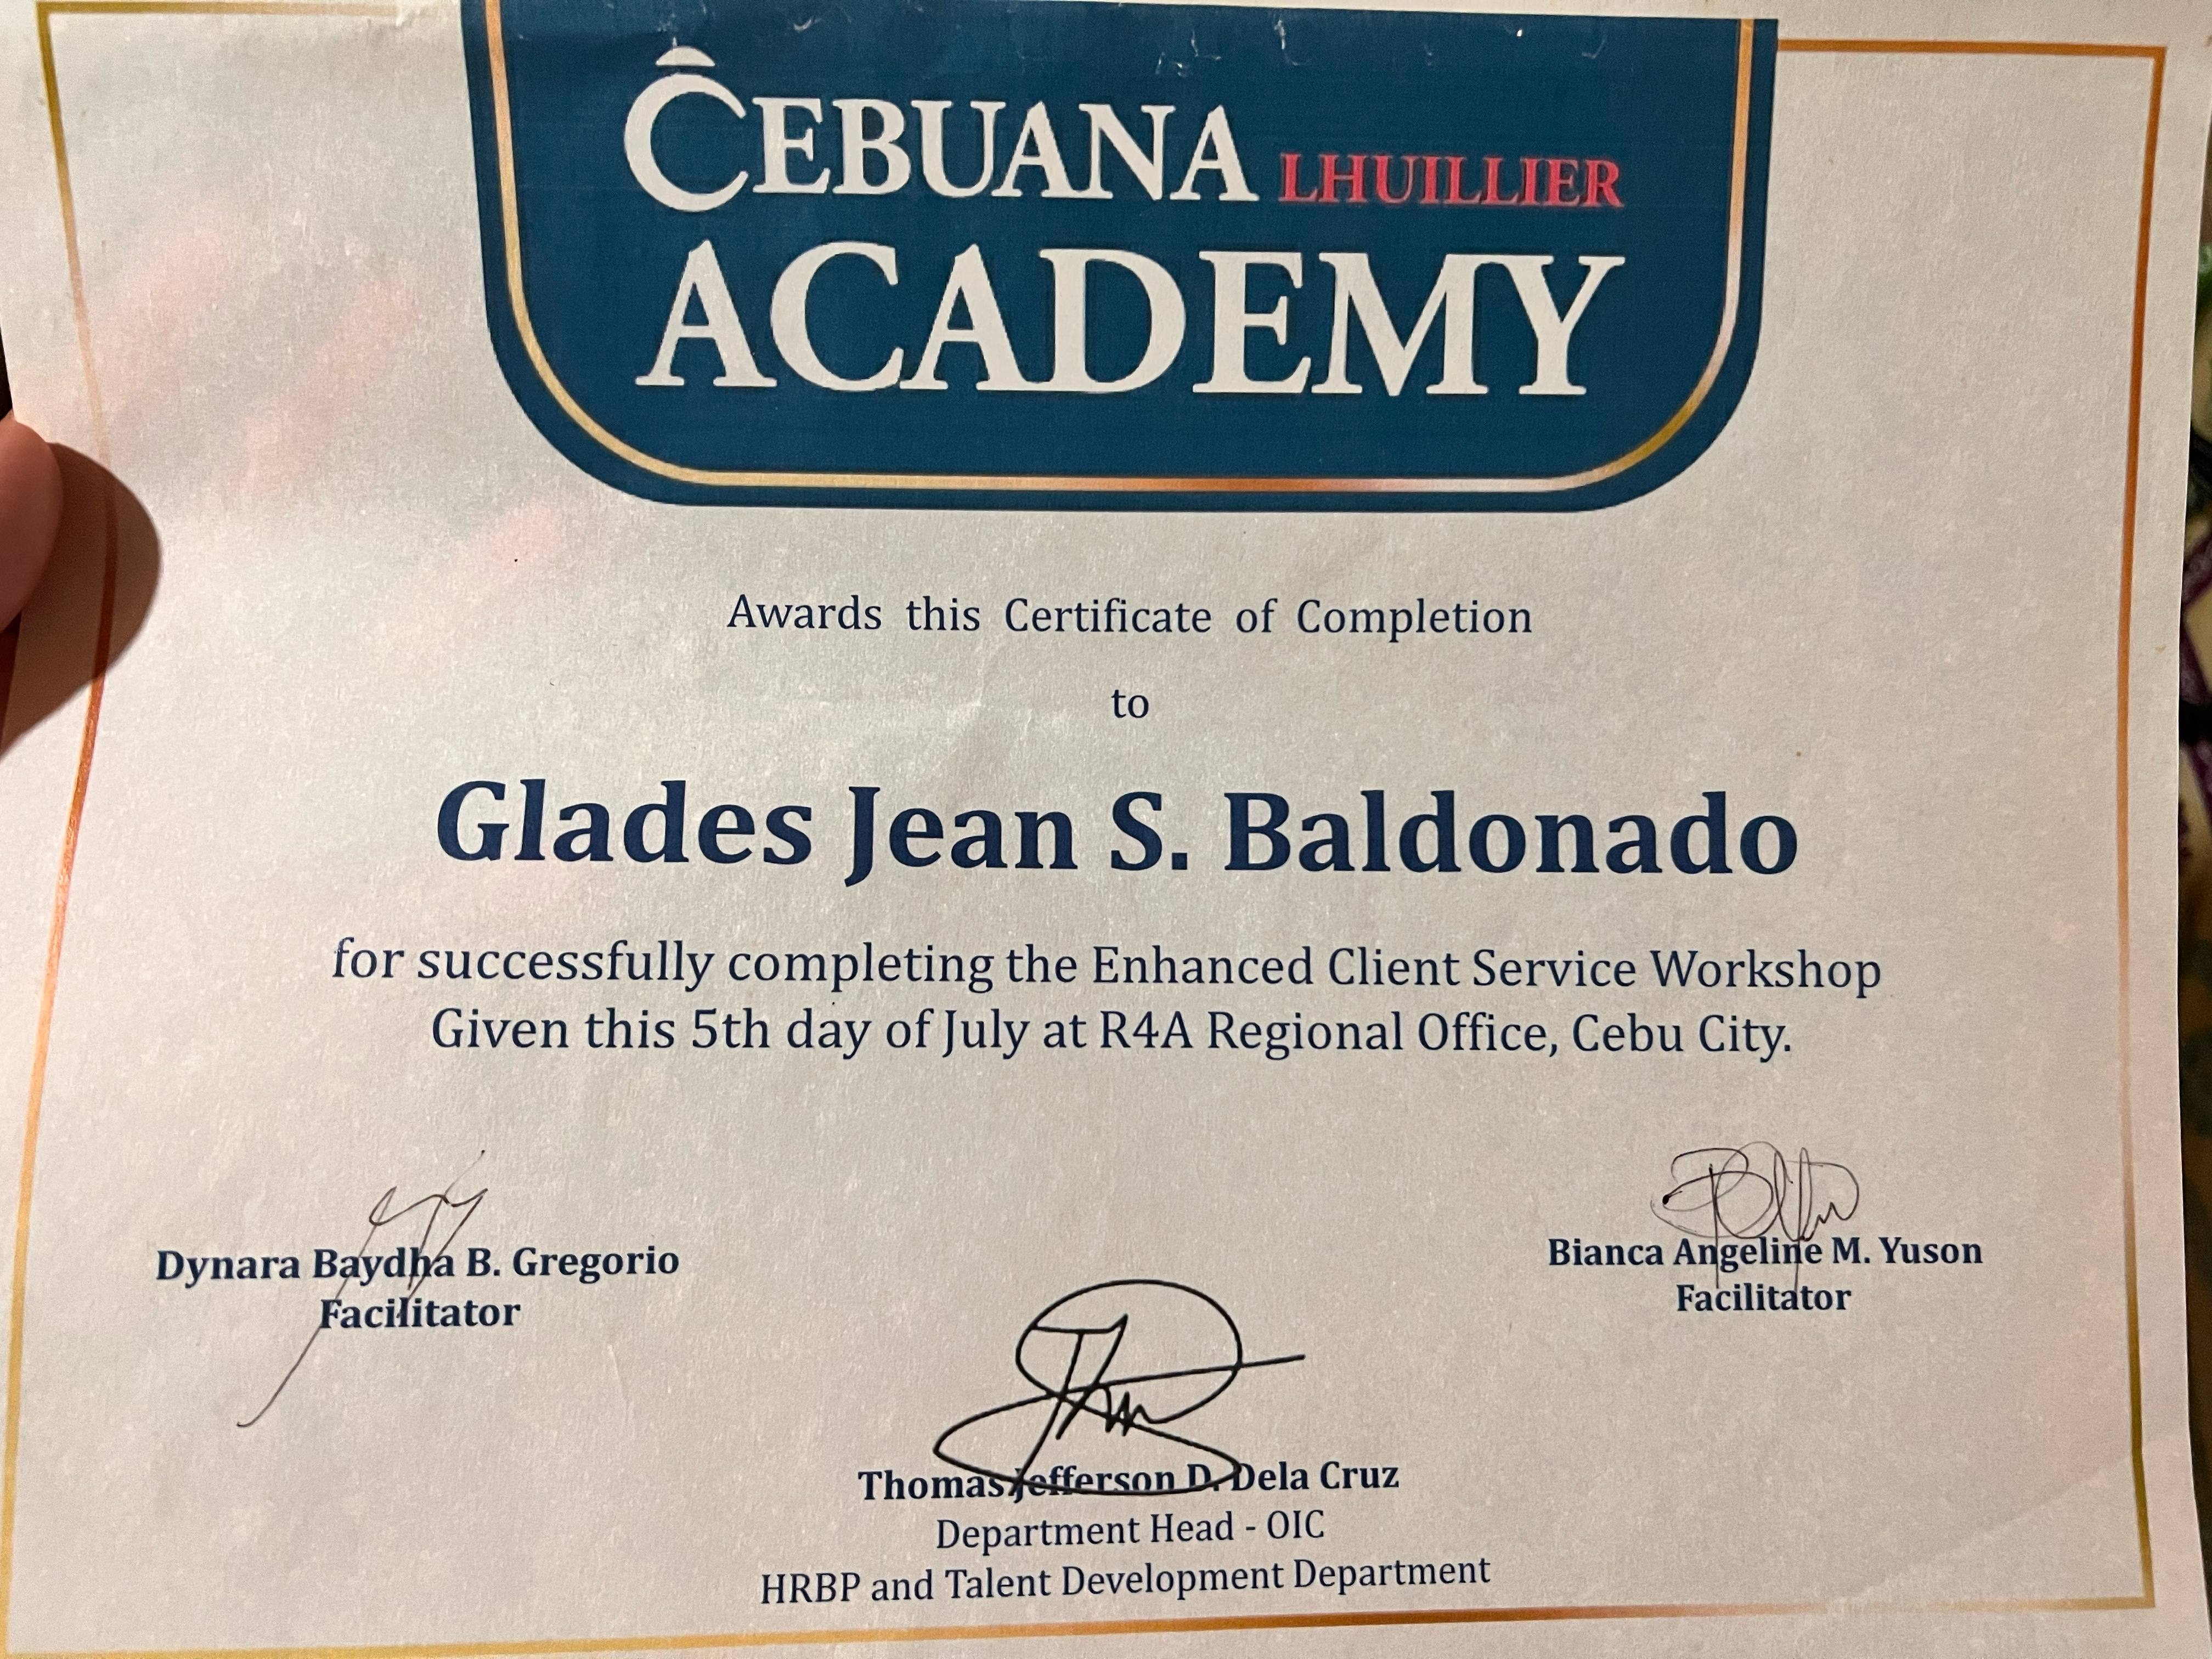 CEBUANA LHUILLIER
ACADEMY
Awards this Certificate of Completion
to
Glades Jean S. Baldonado
for successfully completing the Enhanced Client Service Workshop
Given this 5th day of July at R4A Regional Office, Cebu City.
Dynara Baydha B. Gregorio
Facilitator
Bianca Angeline M. Yuson
Facilitator
Thomas Jefferson D. Dela Cruz
Department Head - OIC
HRBP and Talent Development Department